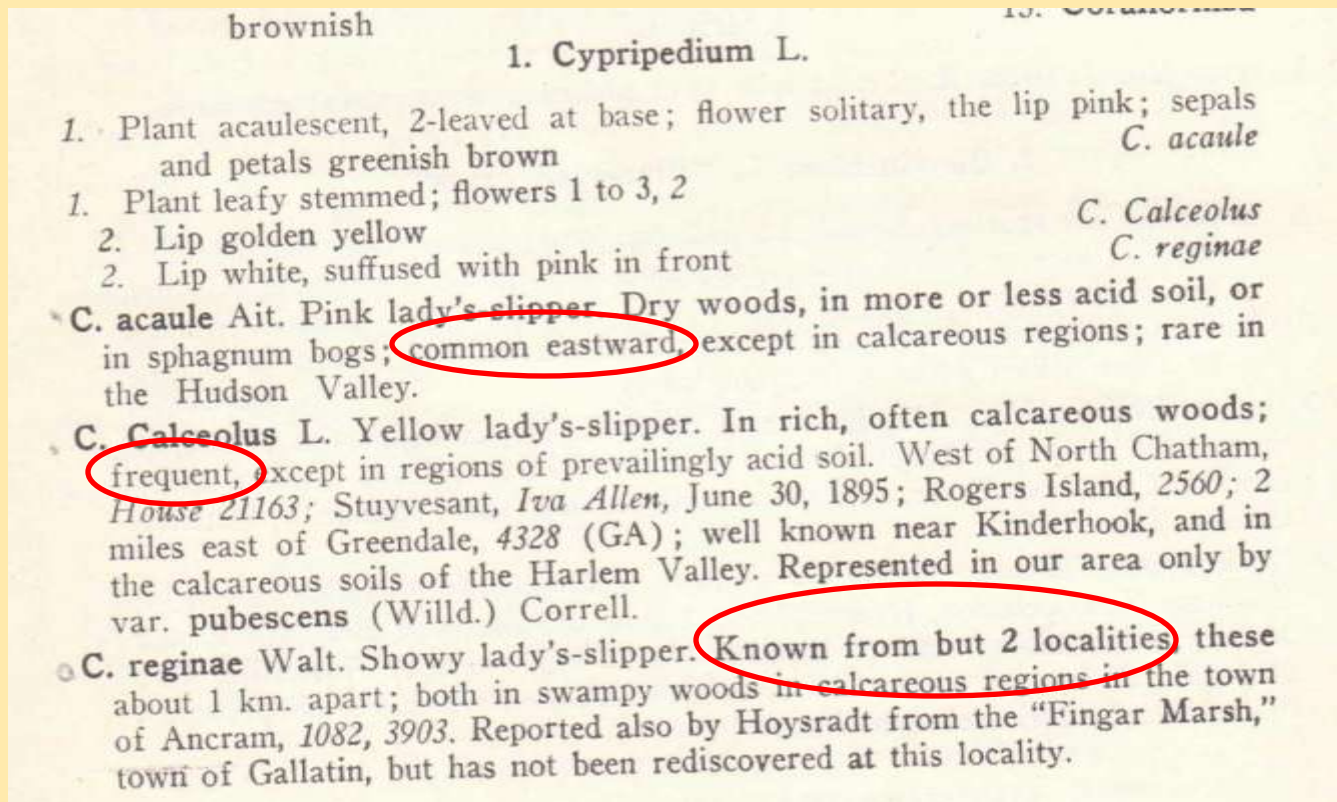 brownish
1. Cypripedium L.
1. Plant acaulescent, 2-leaved at base; flower solitary, the lip pink; sepals
and petals greenish brown C. acaule
1. Plant leafy stemmed; flowers 1 to 3, 2
2. Lip golden yellow C. Calceolus
2. Lip white, suffused with pink in front C. reginae
C. acaule Ait. Pink lady's-slipper. Dry woods, in more or less acid soil, or
in sphagnum bogs; common eastward, except in calcareous regions; rare in
the Hudson Valley.
C. Calceolus L. Yellow lady's-slipper. In rich, often calcareous woods;
frequent, except in regions of prevailingly acid soil. West of North Chatham,
House 21163; Stuyvesant, Iva Allen, June 30, 1895; Rogers Island, 2560; 2
miles east of Greendale, 4328 (GA); well known near Kinderhook, and in
the calcareous soils of the Harlem Valley. Represented in our area only by
var. pubescens (Willd.) Correll.
C. reginae Walt. Showy lady's-slipper. Known from but 2 localities, these
about 1 km. apart; both in swampy woods in calcareous regions in the town
of Ancram, 1082, 3903. Reported also by Hoysradt from the "Fingar Marsh,"
town of Gallatin, but has not been rediscovered at this locality.